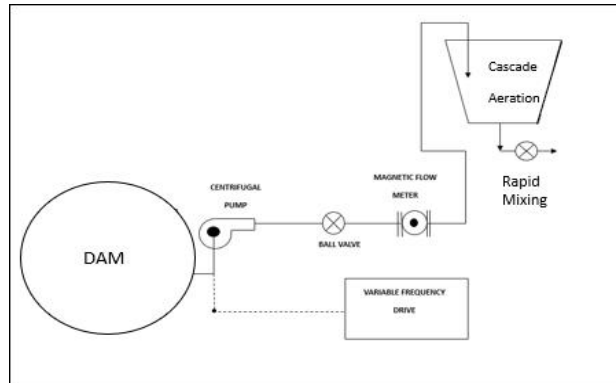 Cascade
Aeration
Rapid
Mixing
MAGNETIC FLOW
METER
CENTRIFUGAL
PUMP
BALL VALVE
DAM
VARIABLE FREQUENCY
DRIVE